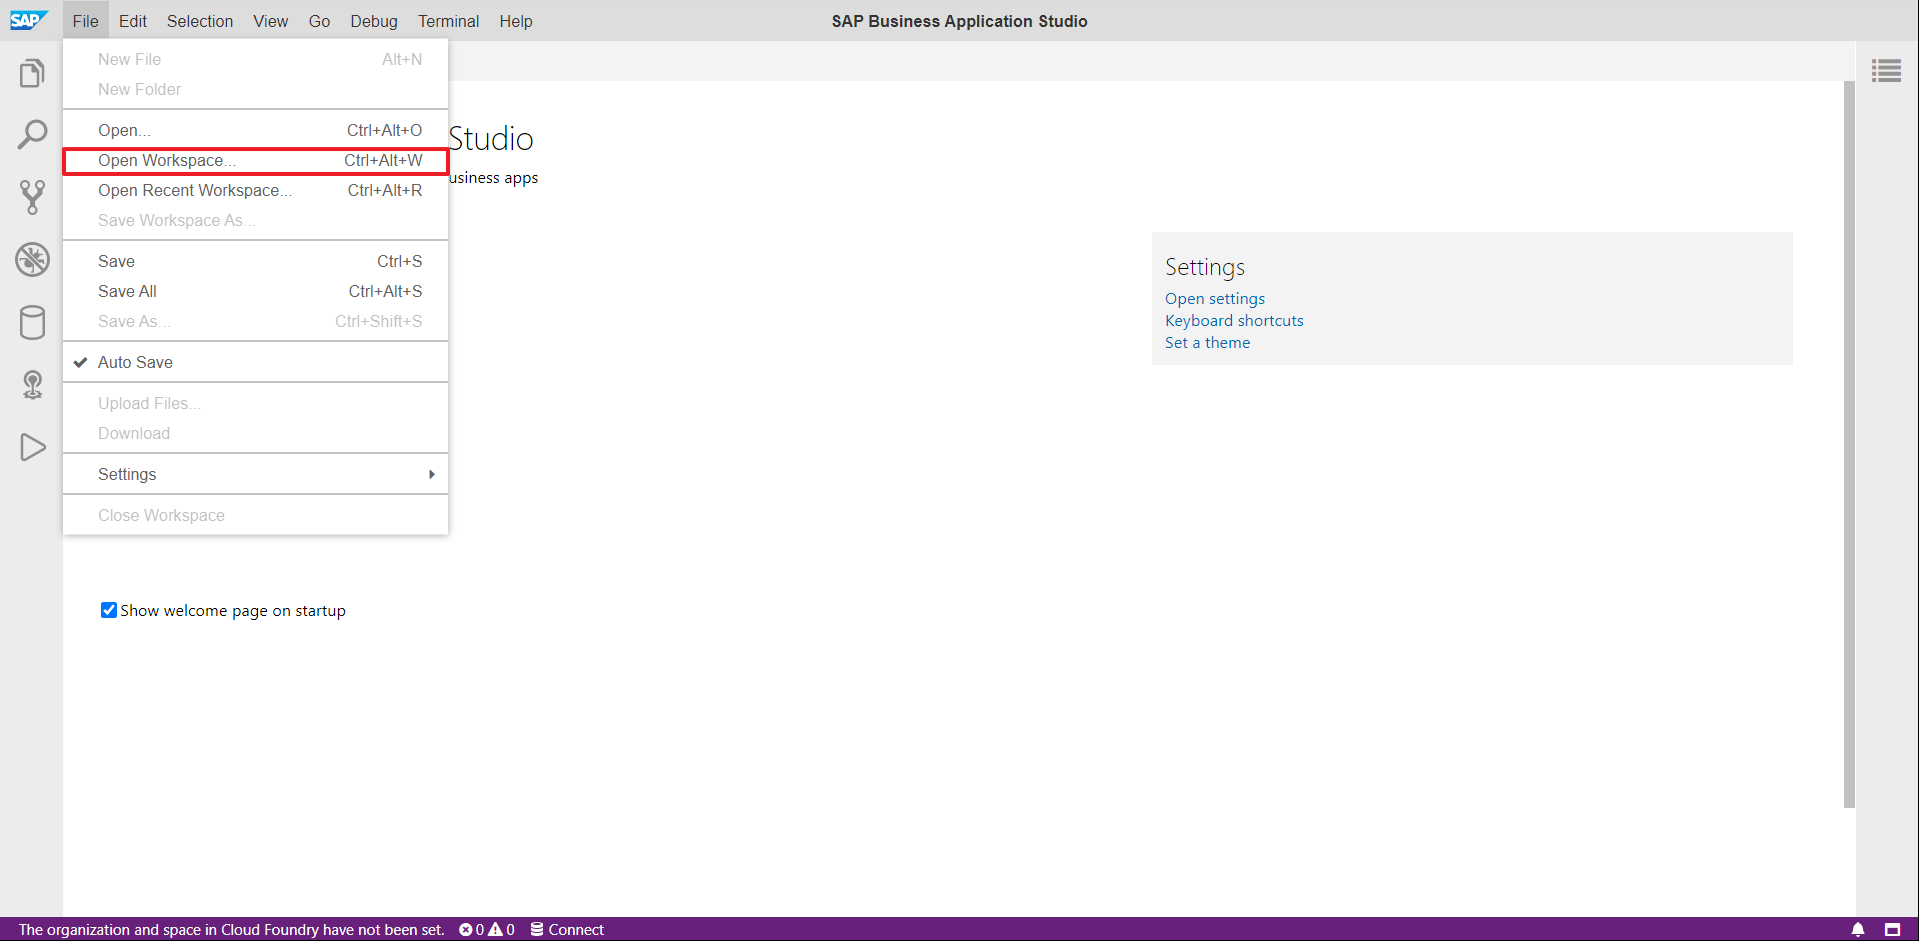 SAP File Edit Selection View Go Debug Terminal Help SAP Business Application Studio
New File Alt+N
New Folder
Open... Ctrl+Alt+O
Open Workspace... Ctrl+Alt+W
Open Recent Workspace... Ctrl+Alt+R
Save Workspace As...
Save Ctrl+S
Save All Ctrl+Alt+S
Save As... Ctrl+Shift+S
Auto Save
Upload Files...
Download
Settings
Close Workspace
Studio
usiness apps
Settings
Open settings
Keyboard shortcuts
Set a theme
Show welcome page on startup
The organization and space in Cloud Foundry have not been set. 0 0 Connect